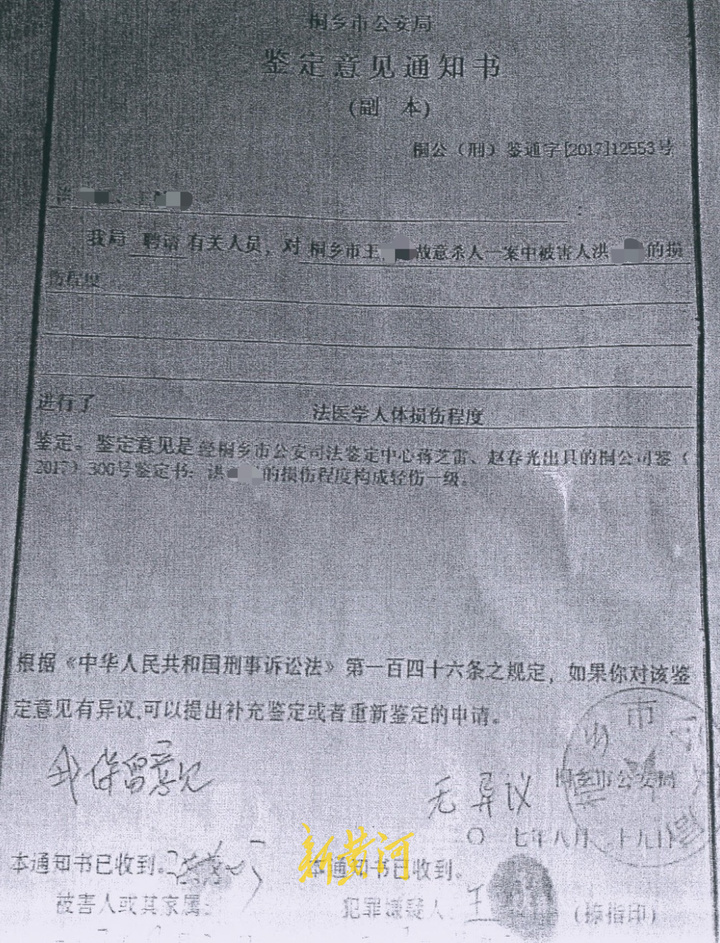 桐乡市公安局
鉴定意见通知书
(副 本)
桐公（刑）鉴通字[2017]12553号
我局 聘请 有关人员，对 桐乡市王 故意杀人一案中被害人洪 的损
伤程度
进行了 法医学人体损伤程度
鉴定。鉴定意见是 经桐乡市公安司法鉴定中心蒋芝雷、赵春光出具的桐公司鉴（
2017）300号鉴定书：洪 的损伤程度构成轻伤一级。
根据《中华人民共和国刑事诉讼法》第一百四十六条之规定，如果你对该鉴
定意见有异议,可以提出补充鉴定或者重新鉴定的申请。
我保留意见
无异议
桐乡市公安局
二〇一七年八月二十九日
新黄河
本通知书已收到。 本通知书已收到。
被害人或其家属： 犯罪嫌疑人 王 （捺指印）